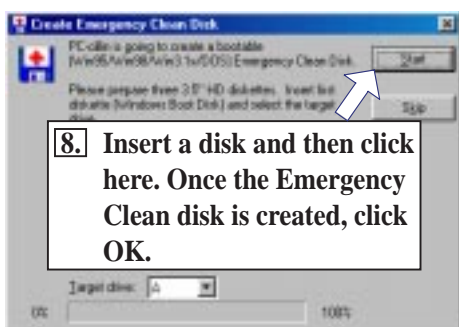 Create Emergency Clean Disk
PC-cillin is going to create a bootable
(Win95/Win98/Win3.1x/DOS) Emergency Clean Disk.
Start
Please prepare three 3.5" HD diskettes. Insert first
diskette (Windows Boot Disk) and select the target
Skip
8. Insert a disk and then click
here. Once the Emergency
Clean disk is created, click
OK.
Target drive: A
0% 100%